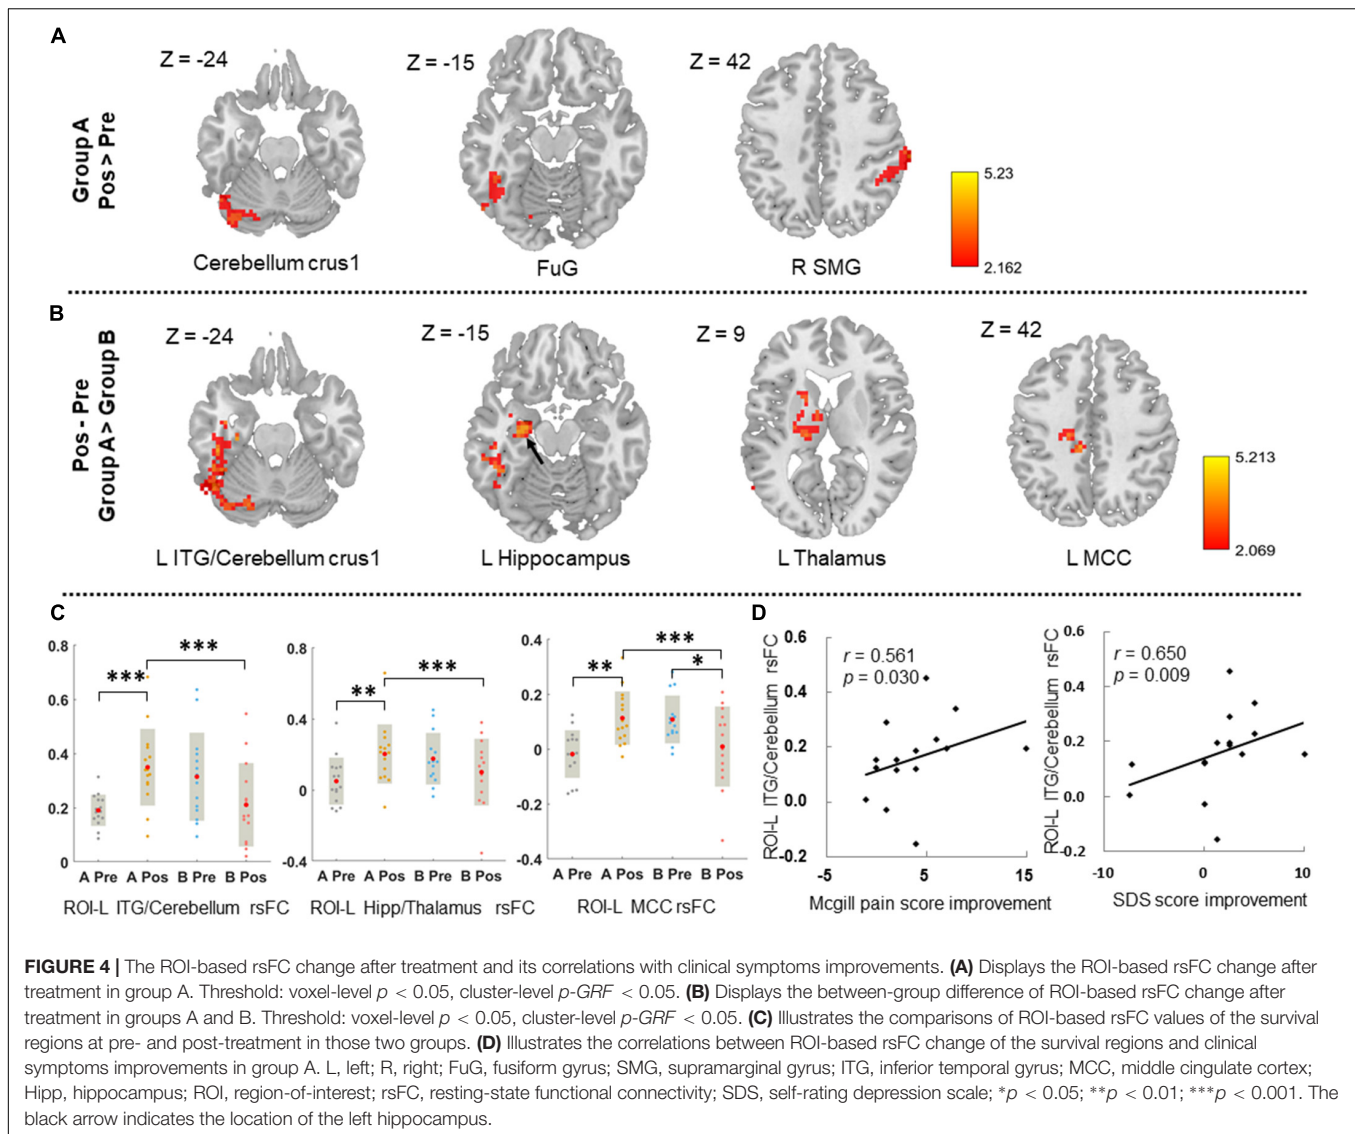 A
Group A
Pos > Pre
Z = -24
Z = -15
Z = 42
Cerebellum crus1
FuG
R SMG
5.23
2.162
B
Pos - Pre
Group A > Group B
Z = -24
Z = -15
Z = 9
Z = 42
L ITG/Cerebellum crus1
L Hippocampus
L Thalamus
L MCC
5.213
2.069
C
0.8
0.6
0.4
0.2
0
***
***
A Pre A Pos B Pre B Pos
ROI-L ITG/Cerebellum rsFC
0.8
0.4
0
-0.4
**
***
A Pre A Pos B Pre B Pos
ROI-L Hipp/Thalamus rsFC
0.4
0.2
0
-0.2
-0.4
**
***
*
A Pre A Pos B Pre B Pos
ROI-L MCC rsFC
D
ROI-L ITG/Cerebellum rsFC
0.6
0.4
0.2
0.0
-0.2
r = 0.561
p = 0.030
-5 5 15
Mcgill pain score improvement
ROI-L ITG/Cerebellum rsFC
0.6
0.4
0.2
0.0
-0.2
r = 0.650
p = 0.009
-10 0 10
SDS score improvement
FIGURE 4 | The ROI-based rsFC change after treatment and its correlations with clinical symptoms improvements. (A) Displays the ROI-based rsFC change after
treatment in group A. Threshold: voxel-level p < 0.05, cluster-level p-GRF < 0.05. (B) Displays the between-group difference of ROI-based rsFC change after
treatment in groups A and B. Threshold: voxel-level p < 0.05, cluster-level p-GRF < 0.05. (C) Illustrates the comparisons of ROI-based rsFC values of the survival
regions at pre- and post-treatment in those two groups. (D) Illustrates the correlations between ROI-based rsFC change of the survival regions and clinical
symptoms improvements in group A. L, left; R, right; FuG, fusiform gyrus; SMG, supramarginal gyrus; ITG, inferior temporal gyrus; MCC, middle cingulate cortex;
Hipp, hippocampus; ROI, region-of-interest; rsFC, resting-state functional connectivity; SDS, self-rating depression scale; *p < 0.05; **p < 0.01; ***p < 0.001. The
black arrow indicates the location of the left hippocampus.